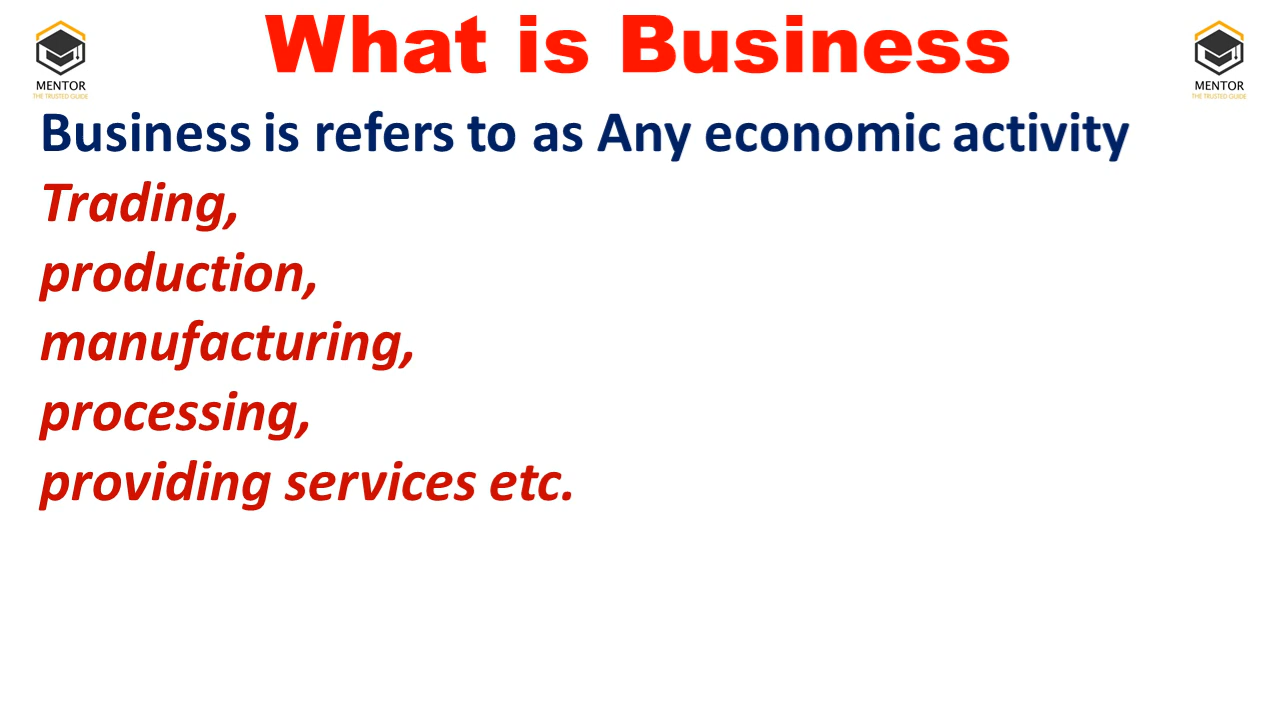 What is Business
MENTOR
THE TRUSTED GUIDE
MENTOR
THE TRUSTED GUIDE
Business is refers to as Any economic activity
Trading,
production,
manufacturing,
processing,
providing services etc.